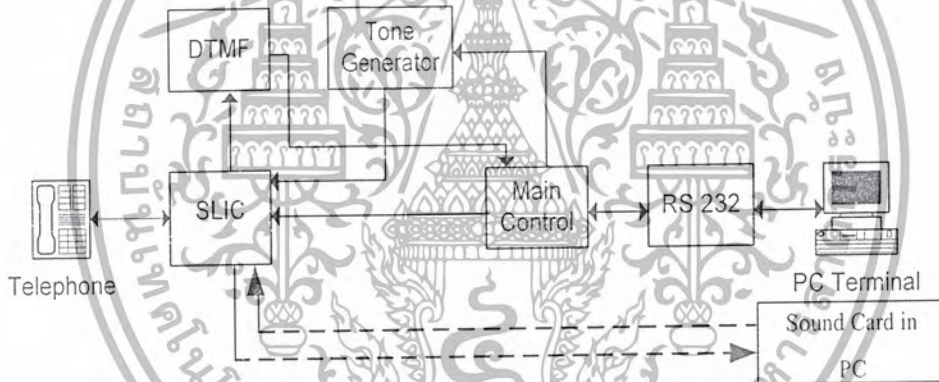 DTMF
Tone
Generator
SLIC
Main
Control
RS 232
Telephone
PC Terminal
Sound Card in
PC